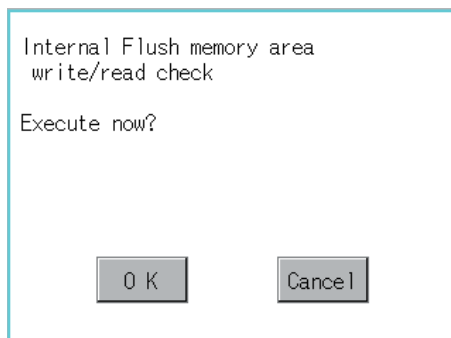 Internal Flush memory area
write/read check
Execute now?
O K
Cancel